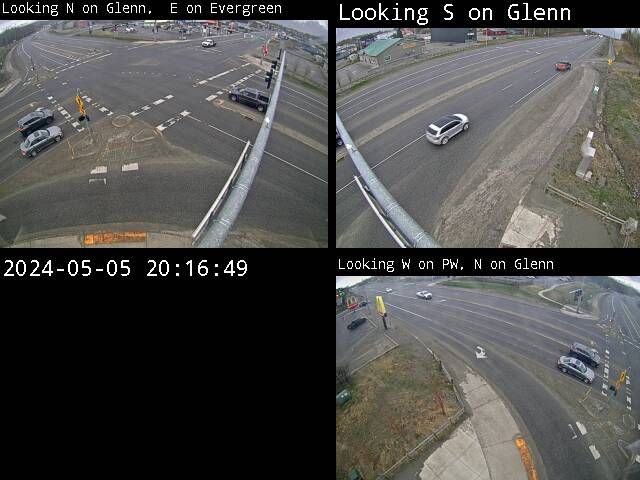 Looking N on Glenn,  E on Evergreen
Looking S on Glenn
2024-05-05 20:16:49
Looking W on PW, N on Glenn